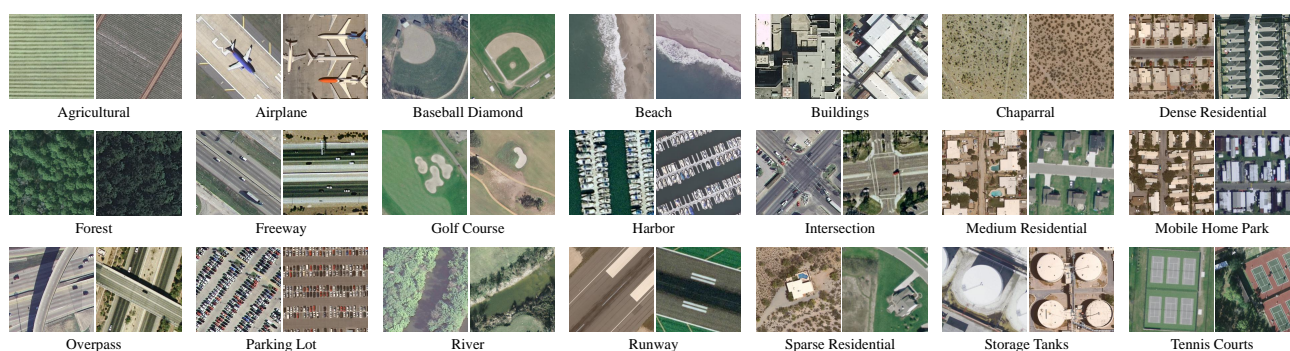 Agricultural
Airplane
Baseball Diamond
Beach
Buildings
Chaparral
Dense Residential
Forest
Freeway
Golf Course
Harbor
Intersection
Medium Residential
Mobile Home Park
Overpass
Parking Lot
River
Runway
Sparse Residential
Storage Tanks
Tennis Courts